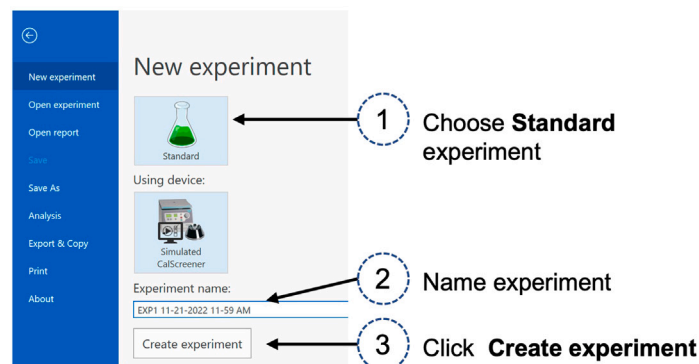 New experiment
Open experiment
Open report
Save
Save As
Analysis
Export & Copy
Print
About
New experiment
Standard
Using device:
Simulated
CalScreener
Experiment name:
EXP1 11-21-2022 11-59 AM
Create experiment
1 Choose Standard
experiment
2 Name experiment
3 Click Create experiment